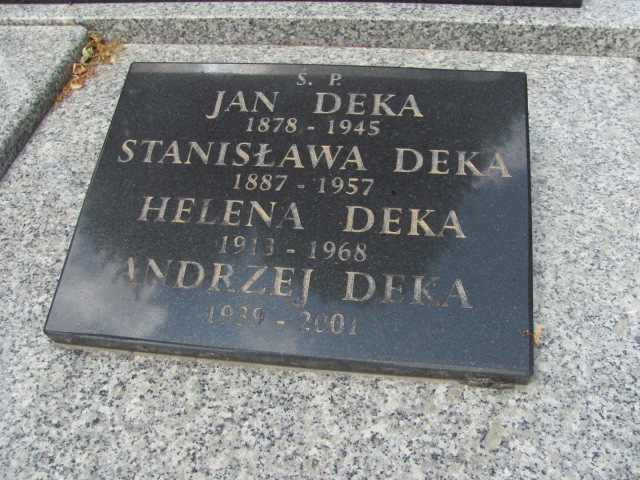 Ś. P.
JAN DEKA
1878 - 1945
STANISŁAWA DEKA
1887 - 1957
HELENA DEKA
1913 - 1968
ANDRZEJ DEKA
1939 - 2001